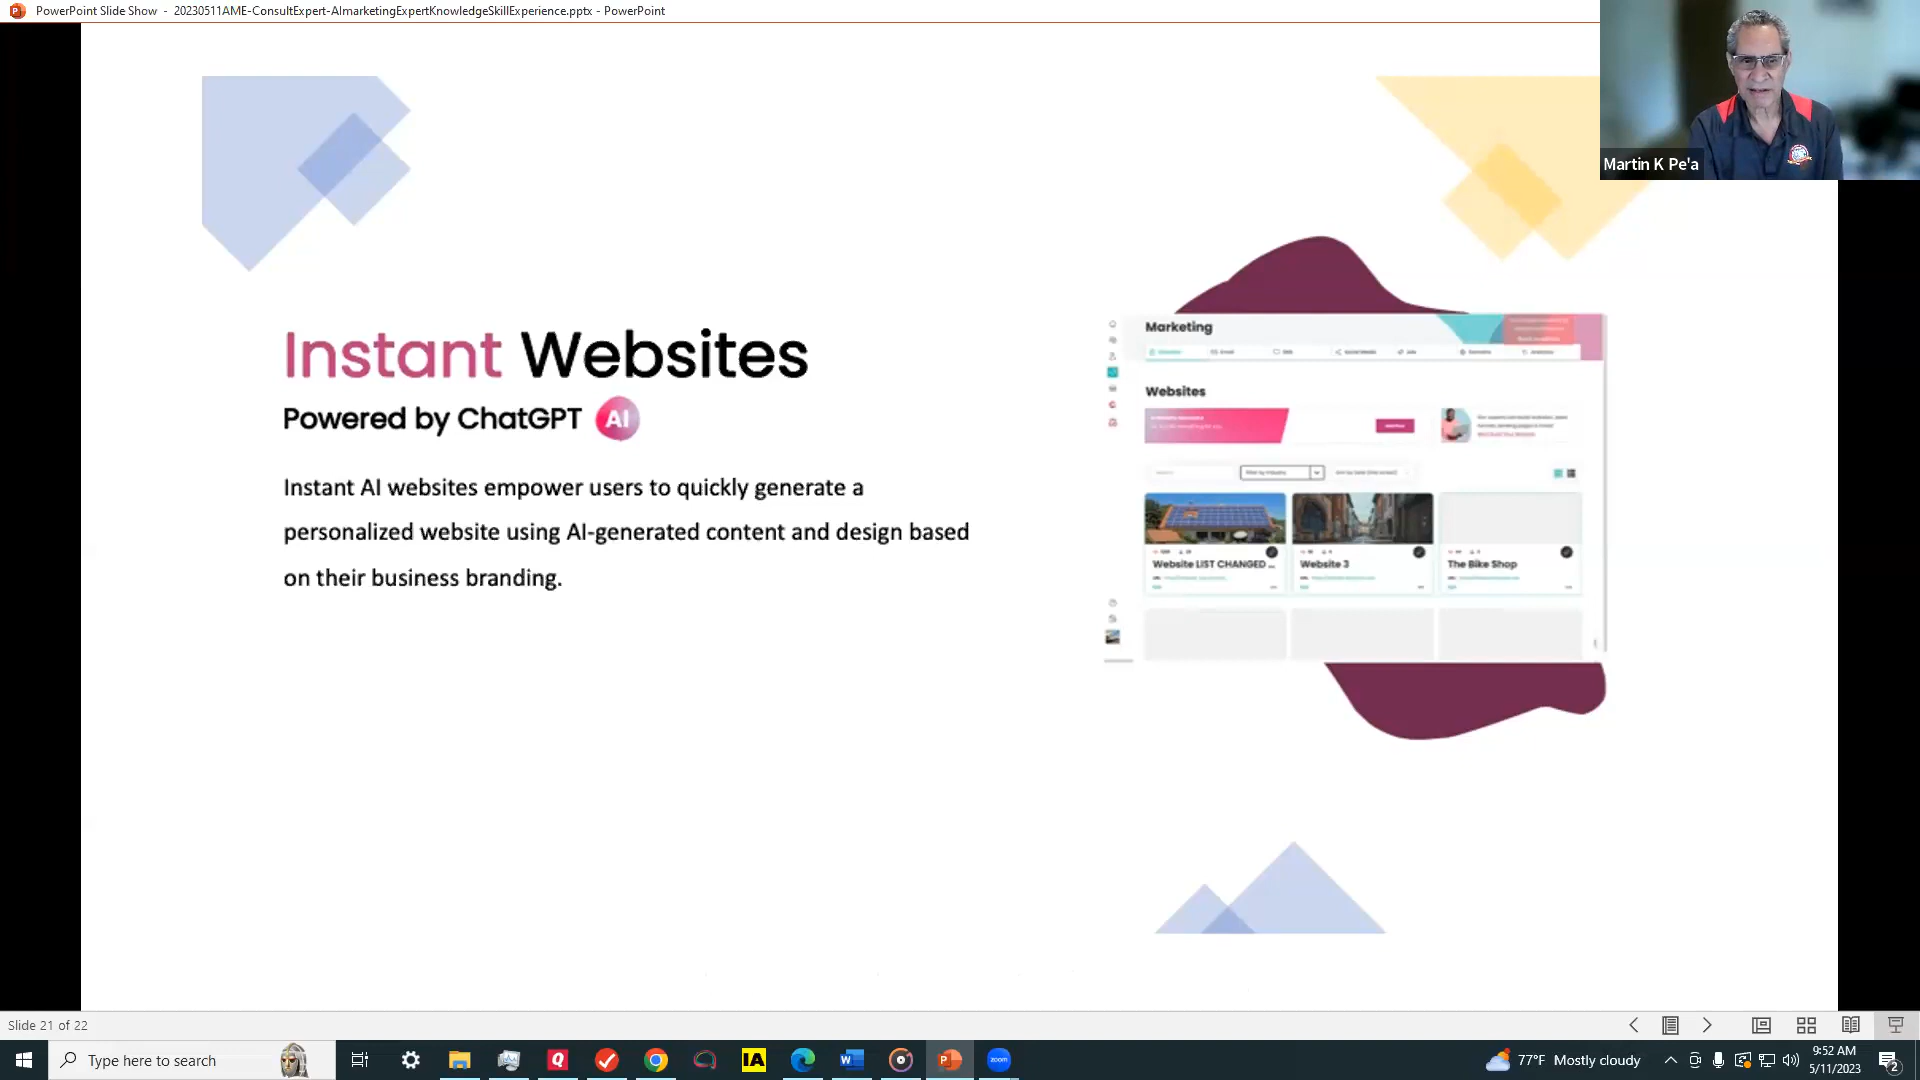 PowerPoint Slide Show - 20230511AME-ConsultExpert-AImarketingExpertKnowledgeSkillExperience.pptx - PowerPoint
Martin K Pe'a
Instant Websites
Powered by ChatGPT AI
Instant AI websites empower users to quickly generate a
personalized website using AI-generated content and design based
on their business branding.
Marketing
Websites
Website LIST CHANGED ...
Website 3
The Bike Shop
Slide 21 of 22
Type here to search
IA
zoom
77°F Mostly cloudy
9:52 AM
5/11/2023
2